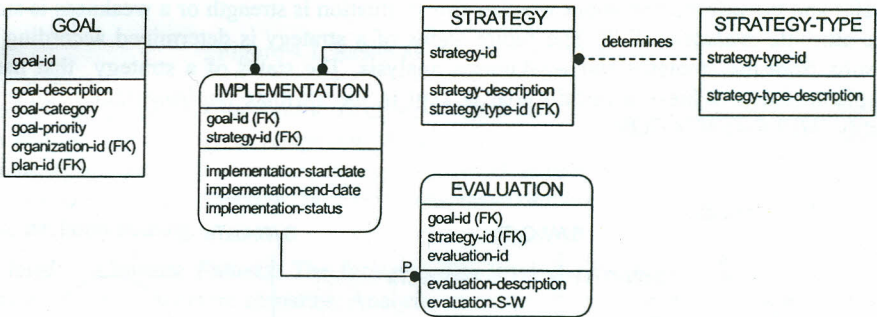 GOAL
goal-id
goal-description
goal-category
goal-priority
organization-id (FK)
plan-id (FK)
IMPLEMENTATION
goal-id (FK)
strategy-id (FK)
implementation-start-date
implementation-end-date
implementation-status
STRATEGY
strategy-id
strategy-description
strategy-type-id (FK)
determines
STRATEGY-TYPE
strategy-type-id
strategy-type-description
EVALUATION
goal-id (FK)
strategy-id (FK)
evaluation-id
evaluation-description
evaluation-S-W
P